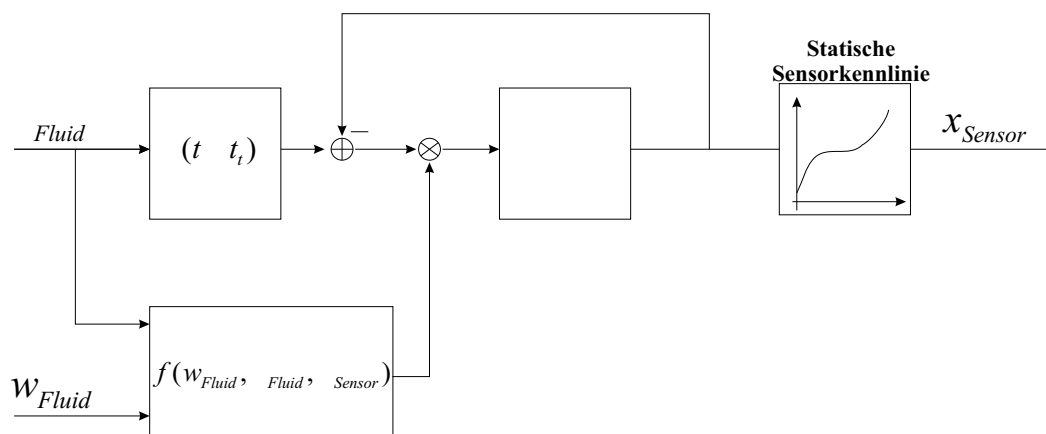 Statische
Sensorkennlinie
Fluid
(t t_t)
x_Sensor
f(w_Fluid, Fluid, Sensor)
w_Fluid